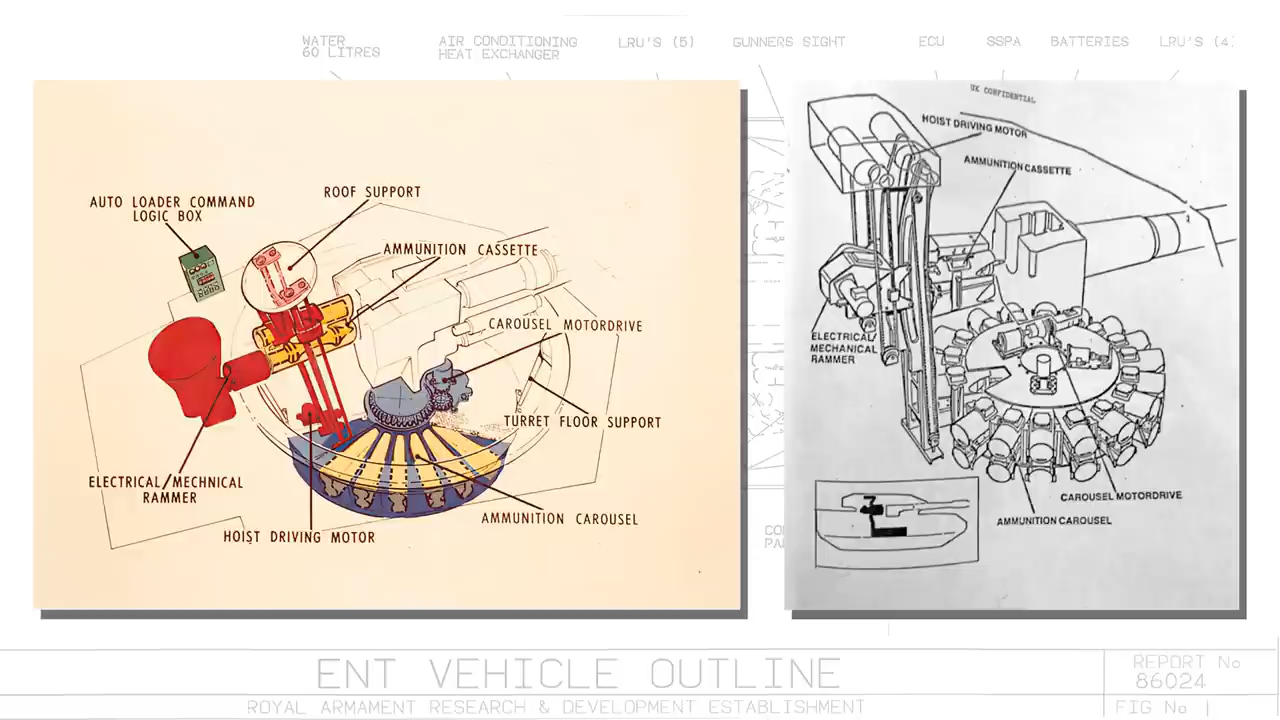 WATER
60 LITRES
AIR CONDITIONING
HEAT EXCHANGER
LRU'S (5)
GUNNERS SIGHT
ECU
SSPA
BATTERIES
LRU'S (4)
AUTO LOADER COMMAND
LOGIC BOX
ROOF SUPPORT
AMMUNITION CASSETTE
CAROUSEL MOTORDRIVE
TURRET FLOOR SUPPORT
ELECTRICAL/MECHNICAL
RAMMER
HOIST DRIVING MOTOR
AMMUNITION CAROUSEL
UK CONFIDENTIAL
HOIST DRIVING MOTOR
AMMUNITION CASSETTE
ELECTRICAL/
MECHANICAL
RAMMER
CAROUSEL MOTORDRIVE
AMMUNITION CAROUSEL
ENT VEHICLE OUTLINE
ROYAL ARMAMENT RESEARCH & DEVELOPMENT ESTABLISHMENT
REPORT No
86024
FIG No 1